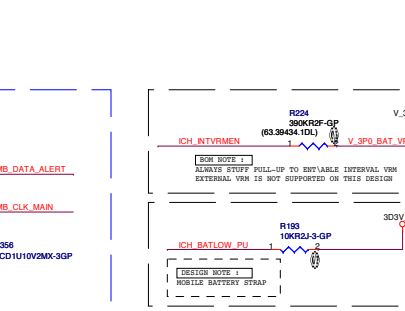 R224
390KR2F-GP
(63.39434.1DL)
V_3
ICH_INTVRMEN
1
V_3P0_BAT_VR
BOM NOTE :
ALWAYS STUFF PULL-UP TO ENT\ABLE INTERVAL VRM
EXTERNAL VRM IS NOT SUPPORTED ON THIS DESIGN
MB_DATA_ALERT
MB_CLK_MAIN
356
CD1U10V2MX-3GP
3D3V
R193
10KR2J-3-GP
ICH_BATLOW_PU
1
2
DESIGN NOTE :
MOBILE BATTERY STRAP